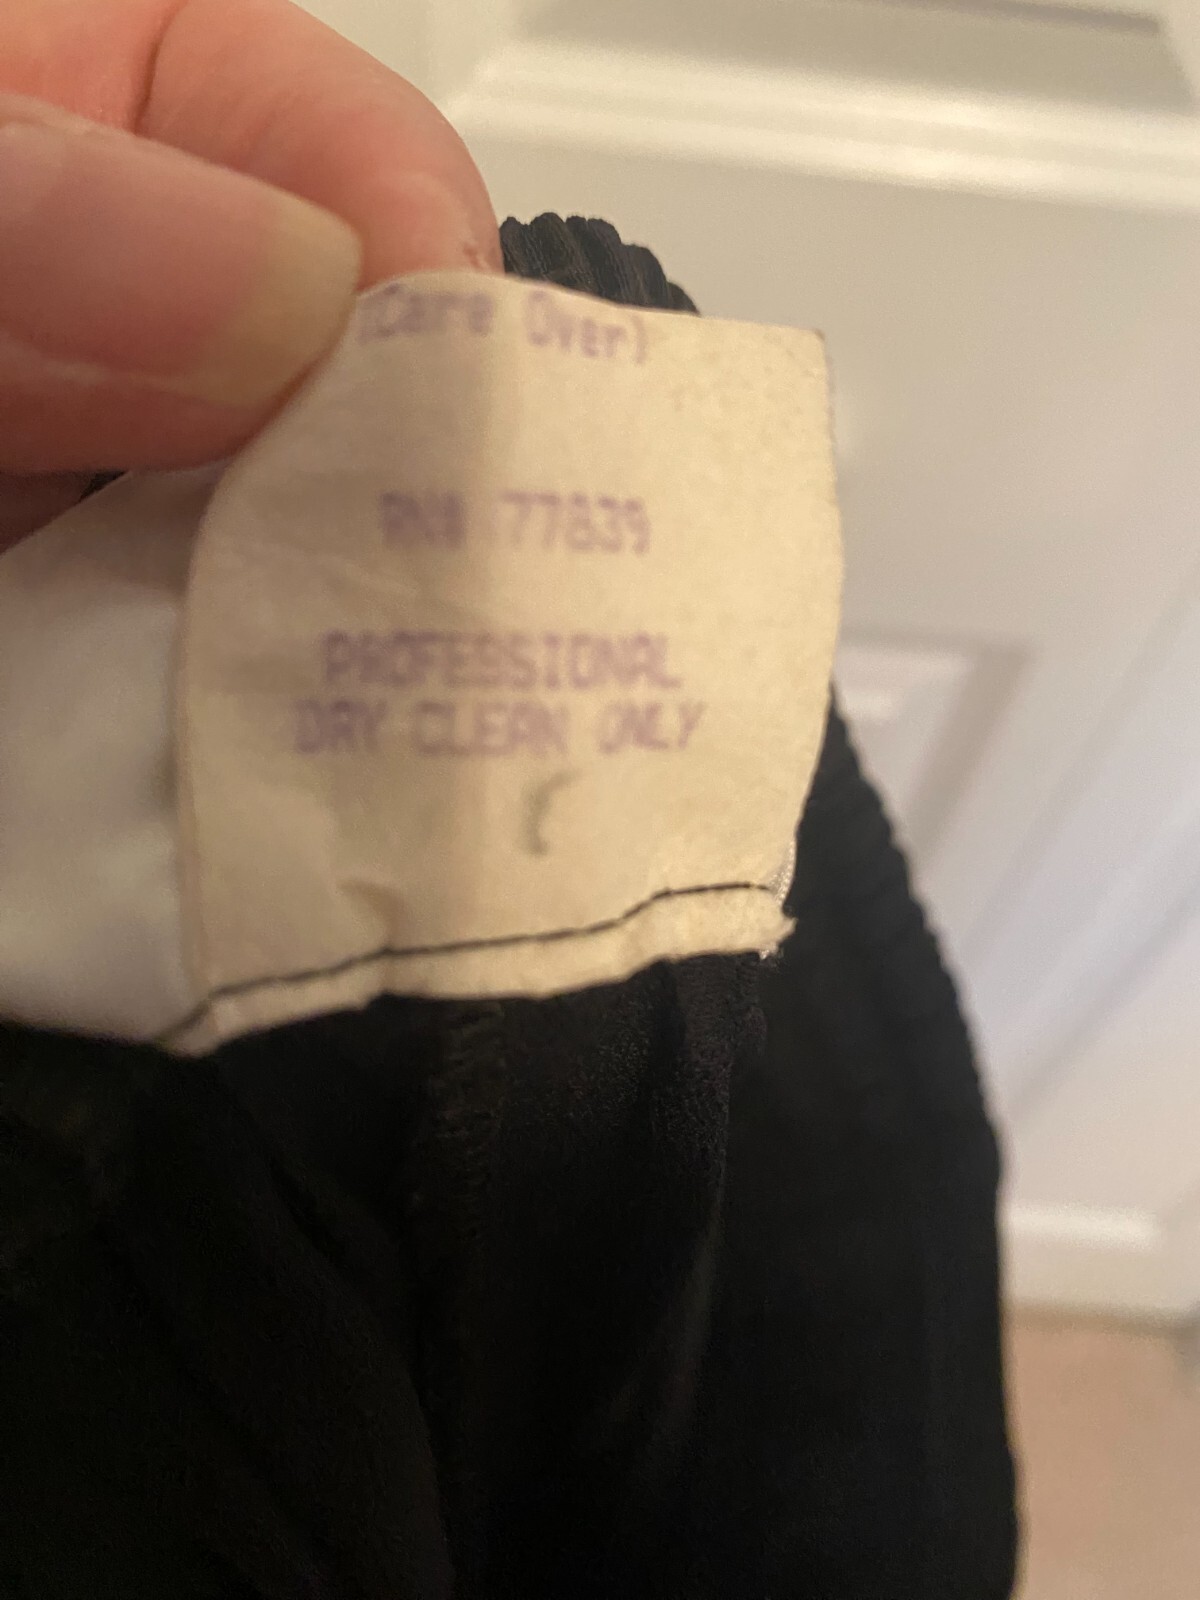 (Care Over)
RN# 77839
PROFESSIONAL
DRY CLEAN ONLY